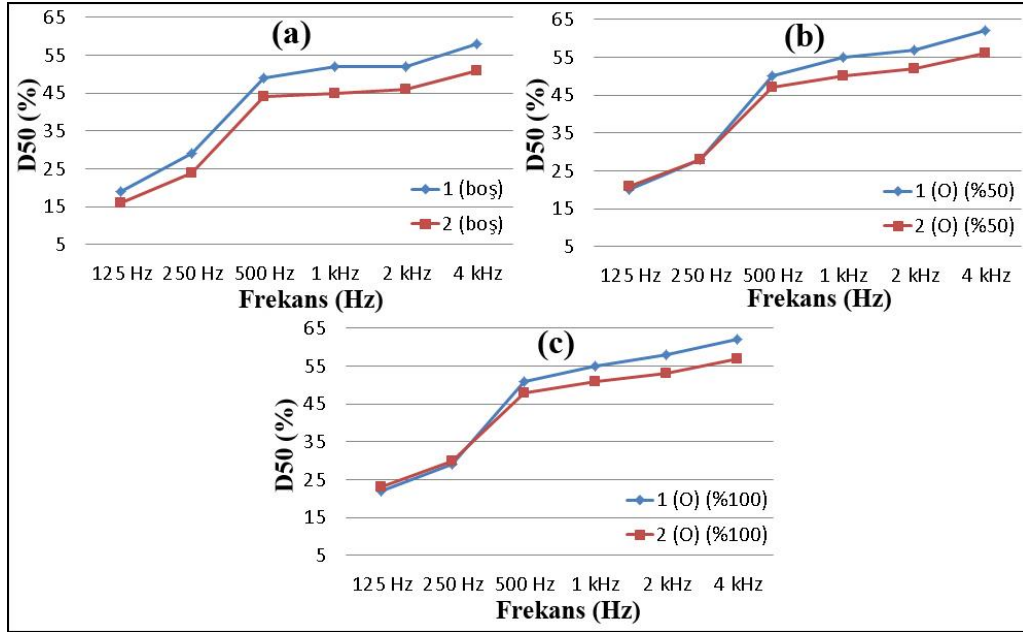 (a)
D50 (%)
65
55
45
35
25
15
5
1 (boş)
2 (boş)
125 Hz 250 Hz 500 Hz 1 kHz 2 kHz 4 kHz
Frekans (Hz)
(b)
D50 (%)
65
55
45
35
25
15
5
1 (O) (%50)
2 (O) (%50)
125 Hz 250 Hz 500 Hz 1 kHz 2 kHz 4 kHz
Frekans (Hz)
(c)
D50 (%)
65
55
45
35
25
15
5
1 (O) (%100)
2 (O) (%100)
125 Hz 250 Hz 500 Hz 1 kHz 2 kHz 4 kHz
Frekans (Hz)